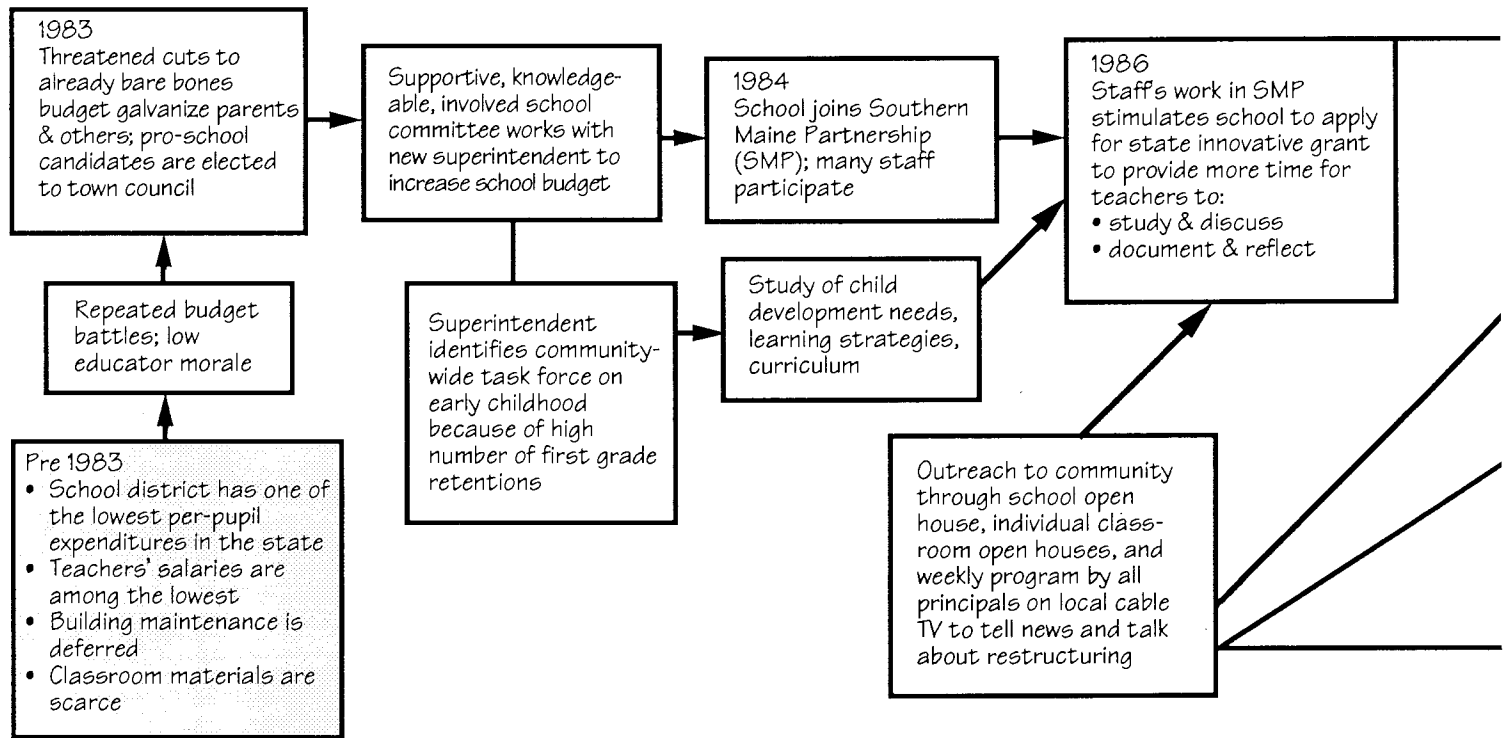 1983
Threatened cuts to
already bare bones
budget galvanize parents
& others; pro-school
candidates are elected
to town council
Supportive, knowledge-
able, involved school
committee works with
new superintendent to
increase school budget
1984
School joins Southern
Maine Partnership
(SMP); many staff
participate
1986
Staff's work in SMP
stimulates school to apply
for state innovative grant
to provide more time for
teachers to:
• study & discuss
• document & reflect
Repeated budget
battles; low
educator morale
Superintendent
identifies community-
wide task force on
early childhood
because of high
number of first grade
retentions
Study of child
development needs,
learning strategies,
curriculum
Pre 1983
• School district has one of
the lowest per-pupil
expenditures in the state
• Teachers' salaries are
among the lowest
• Building maintenance is
deferred
• Classroom materials are
scarce
Outreach to community
through school open
house, individual class-
room open houses, and
weekly program by all
principals on local cable
TV to tell news and talk
about restructuring